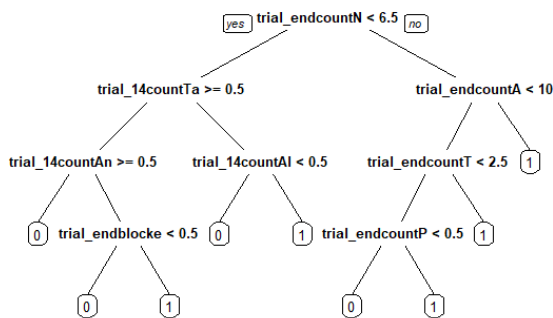 yes trial_endcountN < 6.5 no
trial_14countTa >= 0.5 trial_endcountA < 10
trial_14countAn >= 0.5 trial_14countAl < 0.5 trial_endcountT < 2.5 1
0 trial_endblocke < 0.5 0 1 trial_endcountP < 0.5 1
0 1 0 1